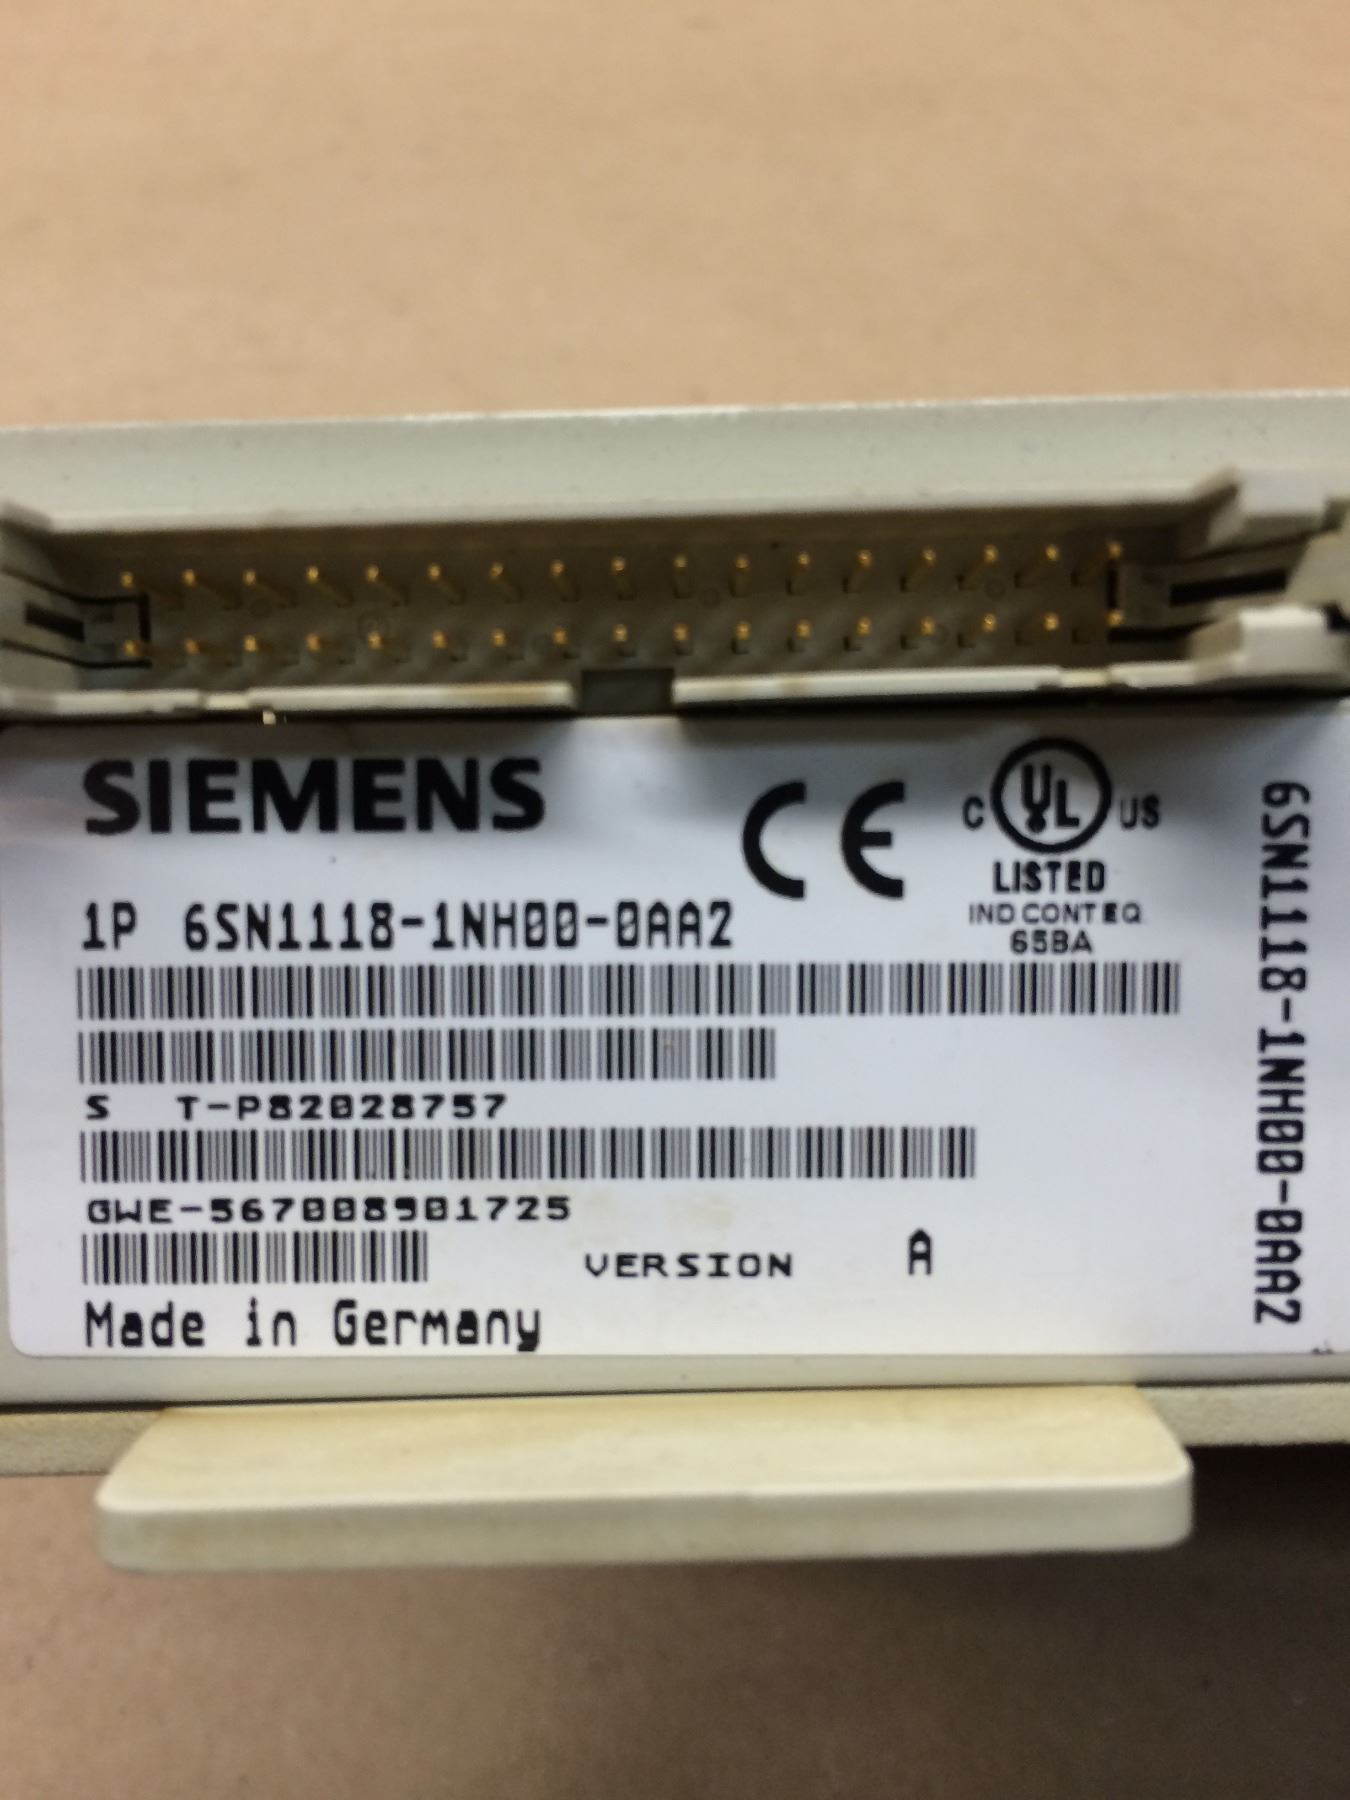 SIEMENS
CE
C UL US
LISTED
IND CONT EQ
65BA
1P 6SN1118-1NH00-0AA2
S T-P82028757
GWE-567008901725
VERSION A
Made in Germany
6SN1118-1NH00-0AA2